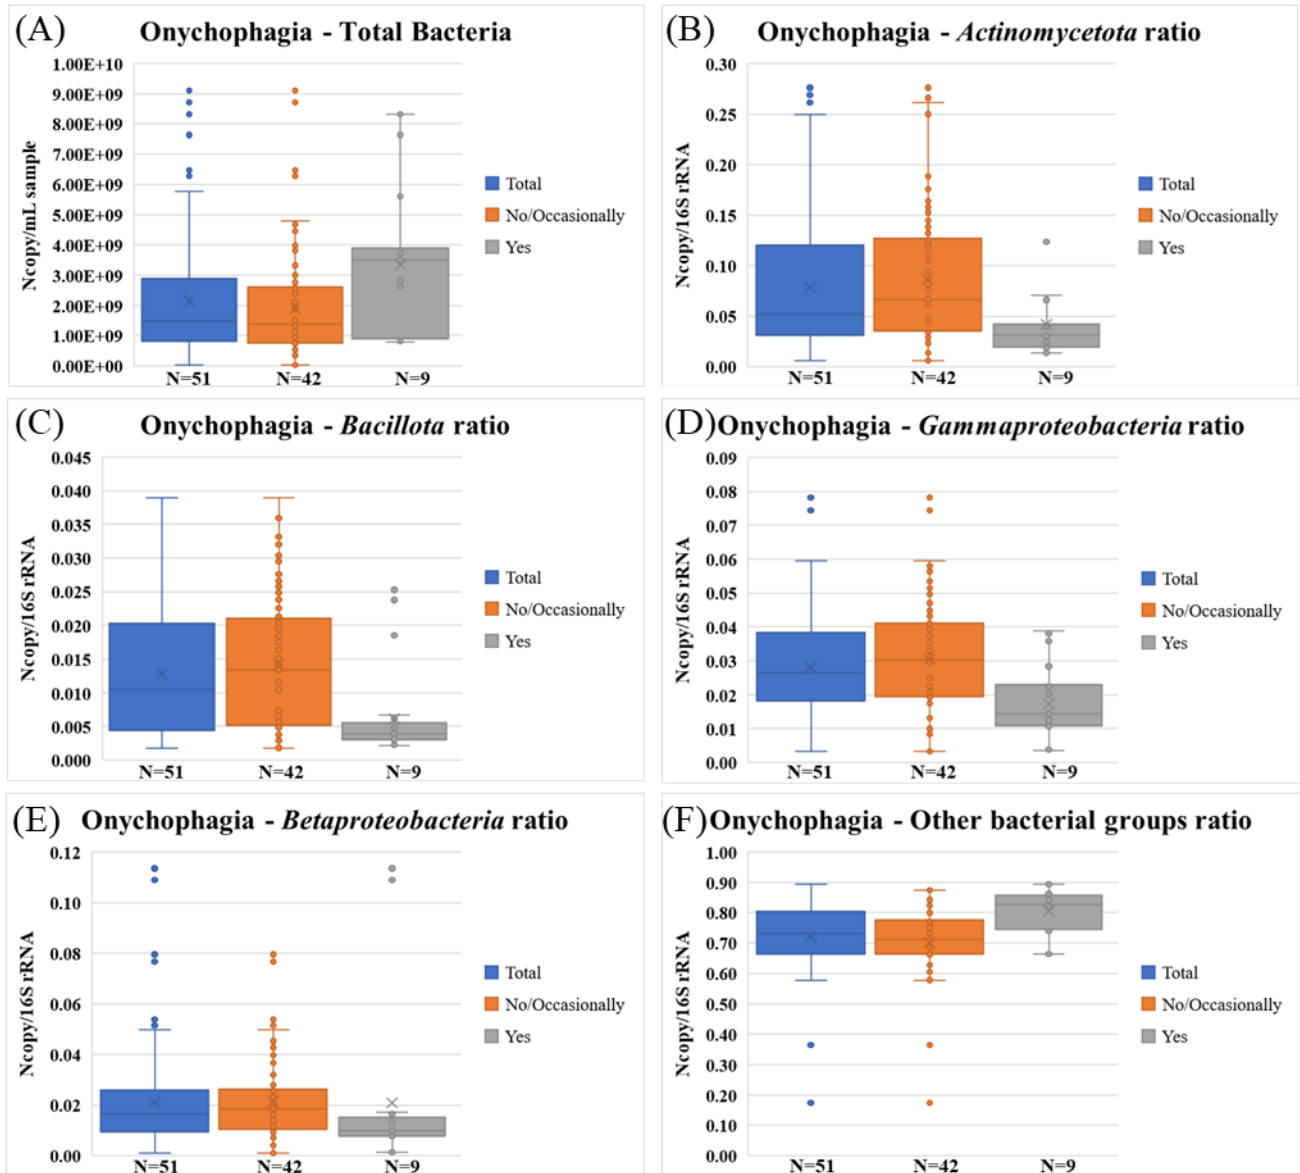 (A) Onychophagia - Total Bacteria
Ncopy/mL sample
1.00E+10
9.00E+09
8.00E+09
7.00E+09
6.00E+09
5.00E+09
4.00E+09
3.00E+09
2.00E+09
1.00E+09
0.00E+00
N=51 N=42 N=9
Total
No/Occasionally
Yes
(B) Onychophagia - Actinomycetota ratio
Ncopy/16S rRNA
0.30
0.25
0.20
0.15
0.10
0.05
0.00
N=51 N=42 N=9
Total
No/Occasionally
Yes
(C) Onychophagia - Bacillota ratio
Ncopy/16S rRNA
0.045
0.040
0.035
0.030
0.025
0.020
0.015
0.010
0.005
0.000
N=51 N=42 N=9
Total
No/Occasionally
Yes
(D) Onychophagia - Gammaproteobacteria ratio
Ncopy/16S rRNA
0.09
0.08
0.07
0.06
0.05
0.04
0.03
0.02
0.01
0.00
N=51 N=42 N=9
Total
No/Occasionally
Yes
(E) Onychophagia - Betaproteobacteria ratio
Ncopy/16S rRNA
0.12
0.10
0.08
0.06
0.04
0.02
0.00
N=51 N=42 N=9
Total
No/Occasionally
Yes
(F) Onychophagia - Other bacterial groups ratio
Ncopy/16S rRNA
1.00
0.90
0.80
0.70
0.60
0.50
0.40
0.30
0.20
0.10
0.00
N=51 N=42 N=9
Total
No/Occasionally
Yes